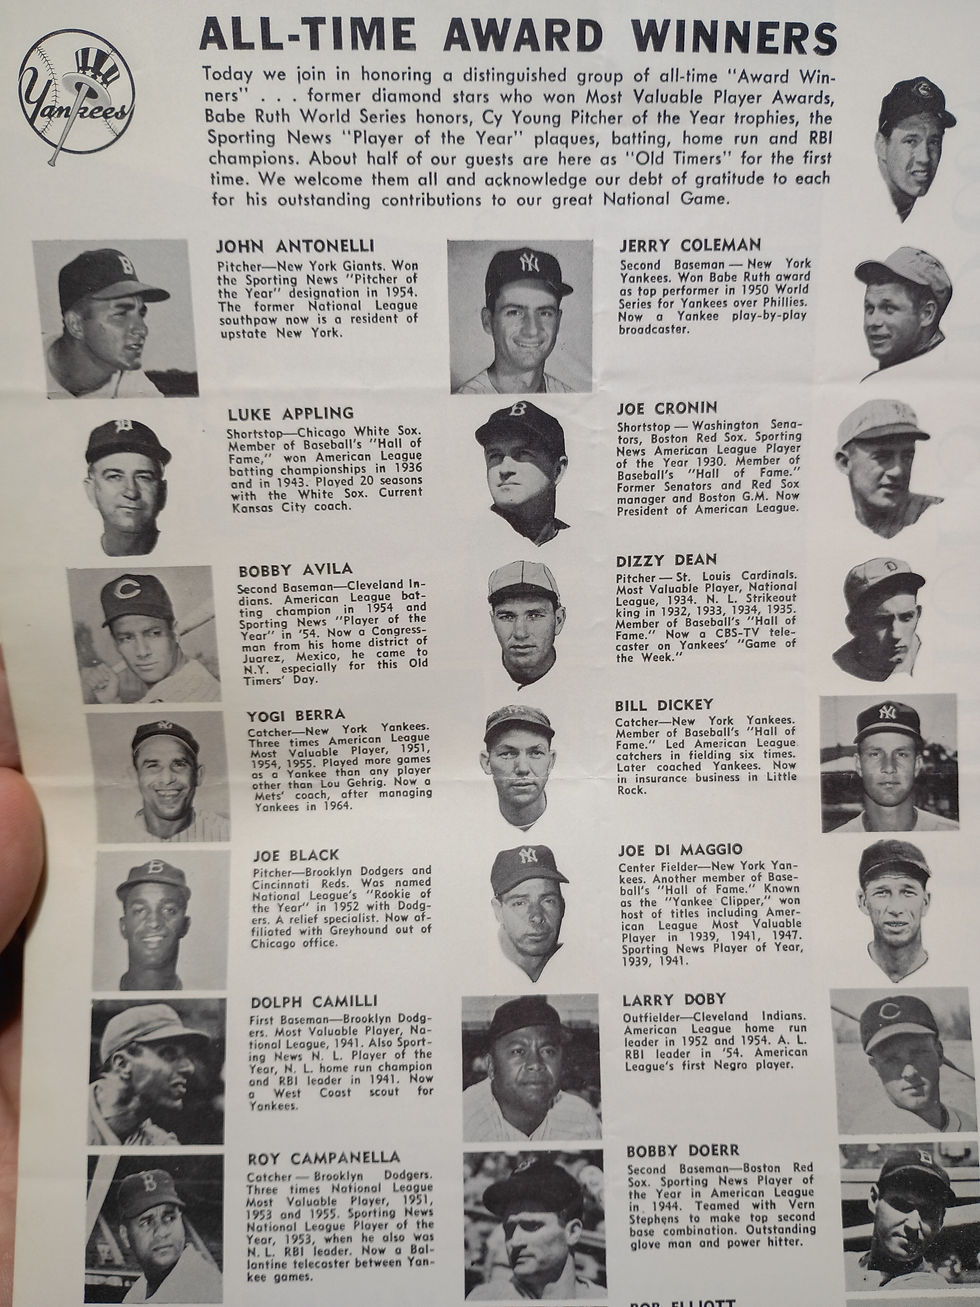 Yankees
ALL-TIME AWARD WINNERS
Today we join in honoring a distinguished group of all-time "Award Win-
ners" . . . former diamond stars who won Most Valuable Player Awards,
Babe Ruth World Series honors, Cy Young Pitcher of the Year trophies, the
Sporting News "Player of the Year" plaques, batting, home run and RBI
champions. About half of our guests are here as "Old Timers" for the first
time. We welcome them all and acknowledge our debt of gratitude to each
for his outstanding contributions to our great National Game.
JOHN ANTONELLI
Pitcher—New York Giants. Won
the Sporting News "Pitcher of
the Year" designation in 1954.
The former National League
southpaw now is a resident of
upstate New York.
LUKE APPLING
Shortstop—Chicago White Sox.
Member of Baseball's "Hall of
Fame," won American League
batting championships in 1936
and in 1943. Played 20 seasons
with the White Sox. Current
Kansas City coach.
BOBBY AVILA
Second Baseman—Cleveland In-
dians. American League bat-
ting champion in 1954 and
Sporting News "Player of the
Year" in '54. Now a Congress-
man from his home district of
Juarez, Mexico, he came to
N.Y. especially for this Old
Timers' Day.
YOGI BERRA
Catcher—New York Yankees.
Three times American League
Most Valuable Player, 1951,
1954, 1955. Played more games
as a Yankee than any player
other than Lou Gehrig. Now a
Mets' coach, after managing
Yankees in 1964.
JOE BLACK
Pitcher—Brooklyn Dodgers and
Cincinnati Reds. Was named
National League's "Rookie of
the Year" in 1952 with Dodg-
ers. A relief specialist. Now af-
filiated with Greyhound out of
Chicago office.
DOLPH CAMILLI
First Baseman—Brooklyn Dodg-
ers. Most Valuable Player, Na-
tional League, 1941. Also Sport-
ing News N. L. Player of the
Year, N. L. home run champion
and RBI leader in 1941. Now
a West Coast scout for
Yankees.
ROY CAMPANELLA
Catcher — Brooklyn Dodgers.
Three times National League
Most Valuable Player, 1951,
1953 and 1955. Sporting News
National League Player of the
Year, 1953, when he also was
N. L. RBI leader. Now a Bal-
lantine telecaster between Yan-
kee games.
JERRY COLEMAN
Second Baseman — New York
Yankees. Won Babe Ruth award
as top performer in 1950 World
Series for Yankees over Phillies.
Now a Yankee play-by-play
broadcaster.
JOE CRONIN
Shortstop — Washington Sena-
tors, Boston Red Sox. Sporting
News American League Player
of the Year 1930. Member of
Baseball's "Hall of Fame."
Former Senators and Red Sox
manager and Boston G.M. Now
President of American League.
DIZZY DEAN
Pitcher — St. Louis Cardinals.
Most Valuable Player, National
League, 1934. N. L. Strikeout
king in 1932, 1933, 1934, 1935.
Member of Baseball's "Hall of
Fame." Now a CBS-TV tele-
caster on Yankees' "Game of
the Week."
BILL DICKEY
Catcher—New York Yankees.
Member of Baseball's "Hall of
Fame." Led American League
catchers in fielding six times.
Later coached Yankees. Now
in insurance business in Little
Rock.
JOE DI MAGGIO
Center Fielder—New York Yan-
kees. Another member of Base-
ball's "Hall of Fame." Known
as the "Yankee Clipper," won
host of titles including Amer-
ican League Most Valuable
Player in 1939, 1941, 1947.
Sporting News Player of Year,
1939, 1941.
LARRY DOBY
Outfielder—Cleveland Indians.
American League home run
leader in 1952 and 1954. A. L.
RBI leader in '54. American
League's first Negro player.
BOBBY DOERR
Second Baseman—Boston Red
Sox. Sporting News Player of
the Year in American League
in 1944. Teamed with Vern
Stephens to make top second
base combination. Outstanding
glove man and power hitter.
BOB ELLIOTT